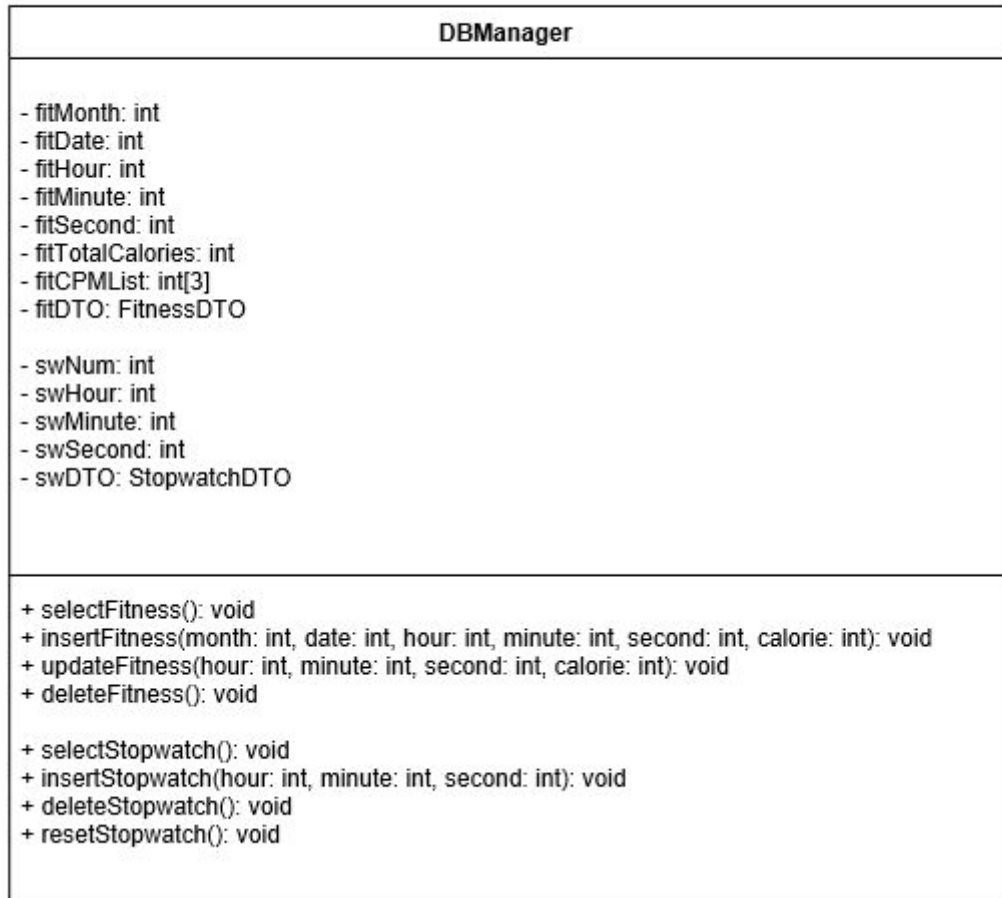 DBManager
- fitMonth: int
- fitDate: int
- fitHour: int
- fitMinute: int
- fitSecond: int
- fitTotalCalories: int
- fitCPMList: int[3]
- fitDTO: FitnessDTO
- swNum: int
- swHour: int
- swMinute: int
- swSecond: int
- swDTO: StopwatchDTO
+ selectFitness(): void
+ insertFitness(month: int, date: int, hour: int, minute: int, second: int, calorie: int): void
+ updateFitness(hour: int, minute: int, second: int, calorie: int): void
+ deleteFitness(): void
+ selectStopwatch(): void
+ insertStopwatch(hour: int, minute: int, second: int): void
+ deleteStopwatch(): void
+ resetStopwatch(): void